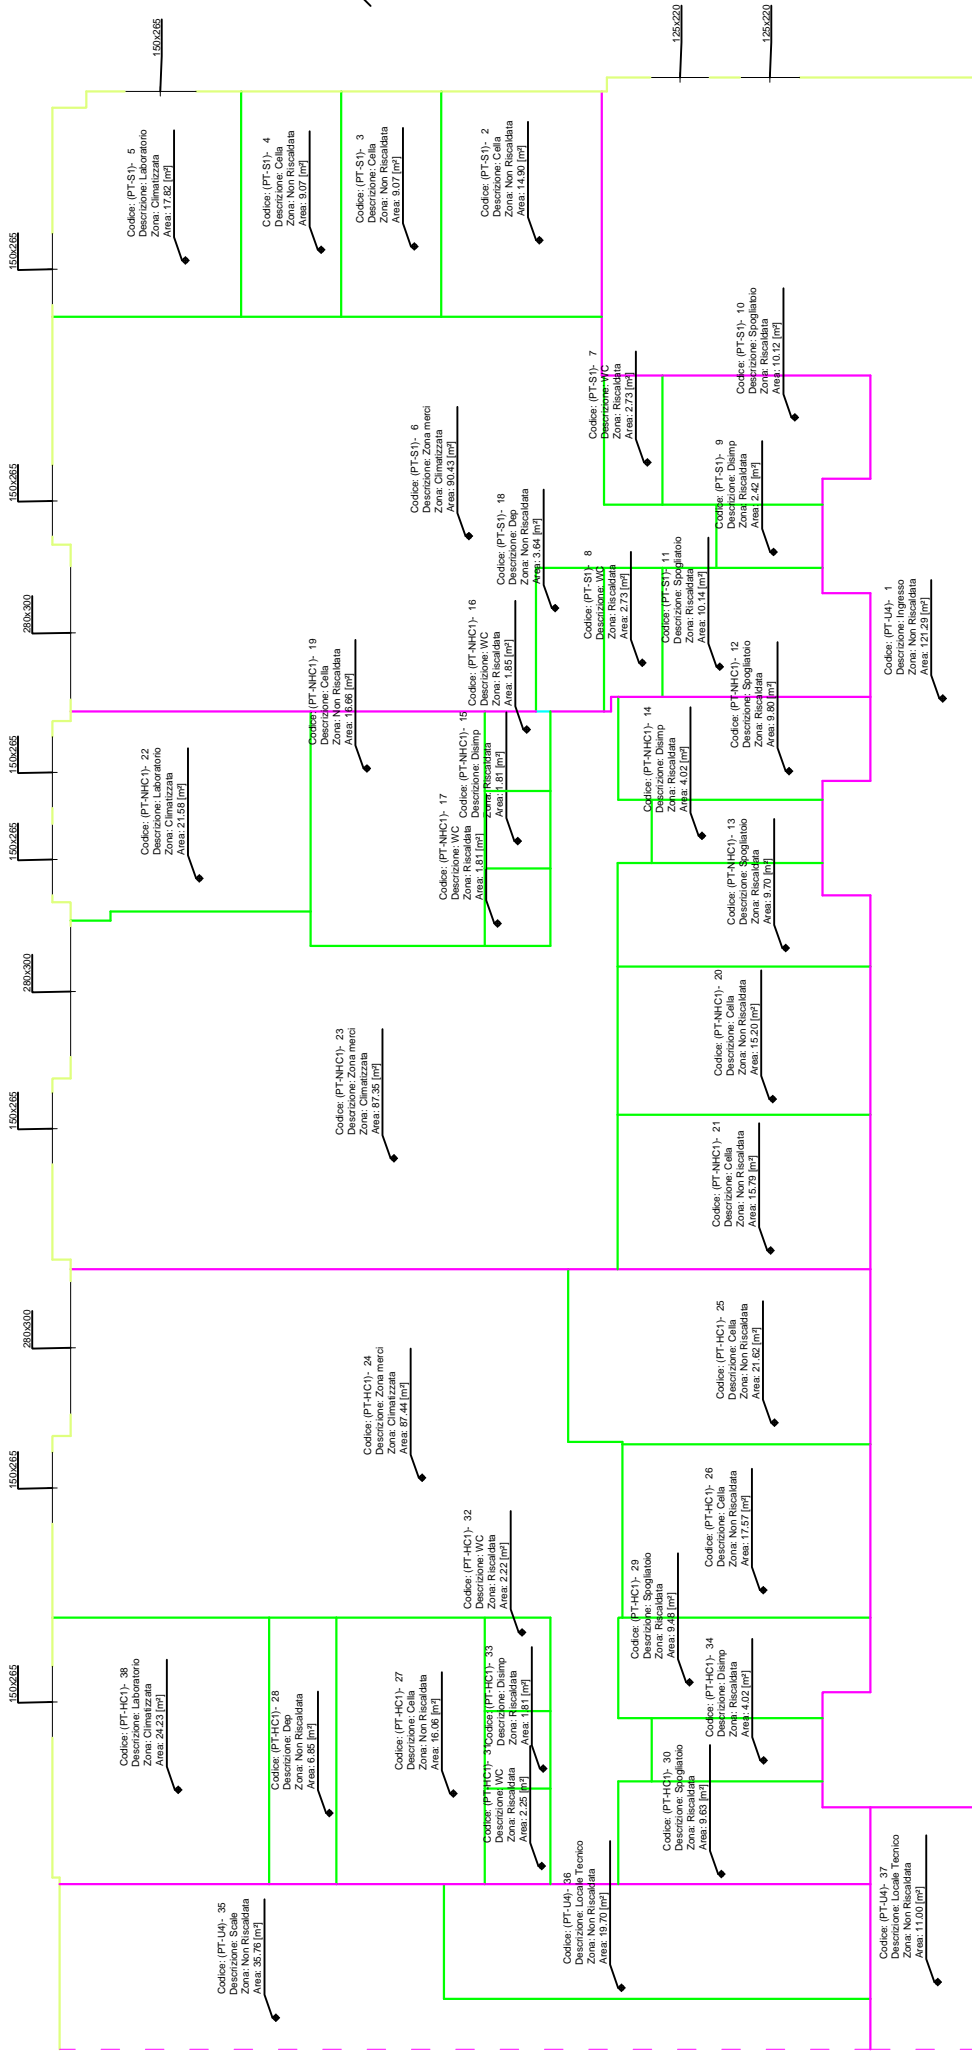 150x265
125x220
125x220
150x265
150x265
280x300
150x265
150x265
280x300
150x265
280x300
150x265
150x265
Codice: (PT-S1)- 5
Descrizione: Laboratorio
Zona: Climatizzata
Area: 17.82 [m²]
Codice: (PT-S1)- 4
Descrizione: Cella
Zona: Non Riscaldata
Area: 9.07 [m²]
Codice: (PT-S1)- 3
Descrizione: Cella
Zona: Non Riscaldata
Area: 9.07 [m²]
Codice: (PT-S1)- 2
Descrizione: Cella
Zona: Non Riscaldata
Area: 14.90 [m²]
Codice: (PT-S1)- 6
Descrizione: Zona merci
Zona: Climatizzata
Area: 90.43 [m²]
Codice: (PT-S1)- 7
Descrizione: WC
Zona: Riscaldata
Area: 2.73 [m²]
Codice: (PT-S1)- 10
Descrizione: Spogliatoio
Zona: Riscaldata
Area: 10.12 [m²]
Codice: (PT-S1)- 9
Descrizione: Disimp
Zona: Riscaldata
Area: 2.42 [m²]
Codice: (PT-S1)- 18
Descrizione: Dep
Zona: Non Riscaldata
Area: 3.64 [m²]
Codice: (PT-S1)- 8
Descrizione: WC
Zona: Riscaldata
Area: 2.73 [m²]
Codice: (PT-S1)- 11
Descrizione: Spogliatoio
Zona: Riscaldata
Area: 10.14 [m²]
Codice: (PT-U4)- 1
Descrizione: Ingresso
Zona: Non Riscaldata
Area: 121.29 [m²]
Codice: (PT-NHC1)- 19
Descrizione: Cella
Zona: Non Riscaldata
Area: 16.66 [m²]
Codice: (PT-NHC1)- 16
Descrizione: WC
Zona: Riscaldata
Area: 1.85 [m²]
Codice: (PT-NHC1)- 12
Descrizione: Spogliatoio
Zona: Riscaldata
Area: 9.80 [m²]
Codice: (PT-NHC1)- 22
Descrizione: Laboratorio
Zona: Climatizzata
Area: 21.58 [m²]
Codice: (PT-NHC1)- 15
Descrizione: Disimp
Zona: Riscaldata
Area: 1.81 [m²]
Codice: (PT-NHC1)- 14
Descrizione: Disimp
Zona: Riscaldata
Area: 4.02 [m²]
Codice: (PT-NHC1)- 17
Descrizione: WC
Zona: Riscaldata
Area: 1.81 [m²]
Codice: (PT-NHC1)- 13
Descrizione: Spogliatoio
Zona: Riscaldata
Area: 9.70 [m²]
Codice: (PT-NHC1)- 23
Descrizione: Zona merci
Zona: Climatizzata
Area: 87.35 [m²]
Codice: (PT-NHC1)- 20
Descrizione: Cella
Zona: Non Riscaldata
Area: 15.20 [m²]
Codice: (PT-NHC1)- 21
Descrizione: Cella
Zona: Non Riscaldata
Area: 15.79 [m²]
Codice: (PT-HC1)- 24
Descrizione: Zona merci
Zona: Climatizzata
Area: 87.44 [m²]
Codice: (PT-HC1)- 25
Descrizione: Cella
Zona: Non Riscaldata
Area: 21.62 [m²]
Codice: (PT-HC1)- 26
Descrizione: Cella
Zona: Non Riscaldata
Area: 17.57 [m²]
Codice: (PT-HC1)- 32
Descrizione: WC
Zona: Riscaldata
Area: 2.22 [m²]
Codice: (PT-HC1)- 29
Descrizione: Spogliatoio
Zona: Riscaldata
Area: 9.48 [m²]
Codice: (PT-HC1)- 38
Descrizione: Laboratorio
Zona: Climatizzata
Area: 24.23 [m²]
Codice: (PT-HC1)- 28
Descrizione: Dep
Zona: Non Riscaldata
Area: 6.85 [m²]
Codice: (PT-HC1)- 27
Descrizione: Cella
Zona: Non Riscaldata
Area: 16.06 [m²]
Codice: (PT-HC1)- 33
Descrizione: Disimp
Zona: Riscaldata
Area: 1.81 [m²]
Codice: (PT-HC1)- 34
Descrizione: Disimp
Zona: Riscaldata
Area: 4.02 [m²]
Codice: (PT-HC1)- 31
Descrizione: WC
Zona: Riscaldata
Area: 2.25 [m²]
Codice: (PT-HC1)- 30
Descrizione: Spogliatoio
Zona: Riscaldata
Area: 9.63 [m²]
Codice: (PT-U4)- 35
Descrizione: Scale
Zona: Non Riscaldata
Area: 35.76 [m²]
Codice: (PT-U4)- 36
Descrizione: Locale Tecnico
Zona: Non Riscaldata
Area: 19.70 [m²]
Codice: (PT-U4)- 37
Descrizione: Locale Tecnico
Zona: Non Riscaldata
Area: 11.00 [m²]